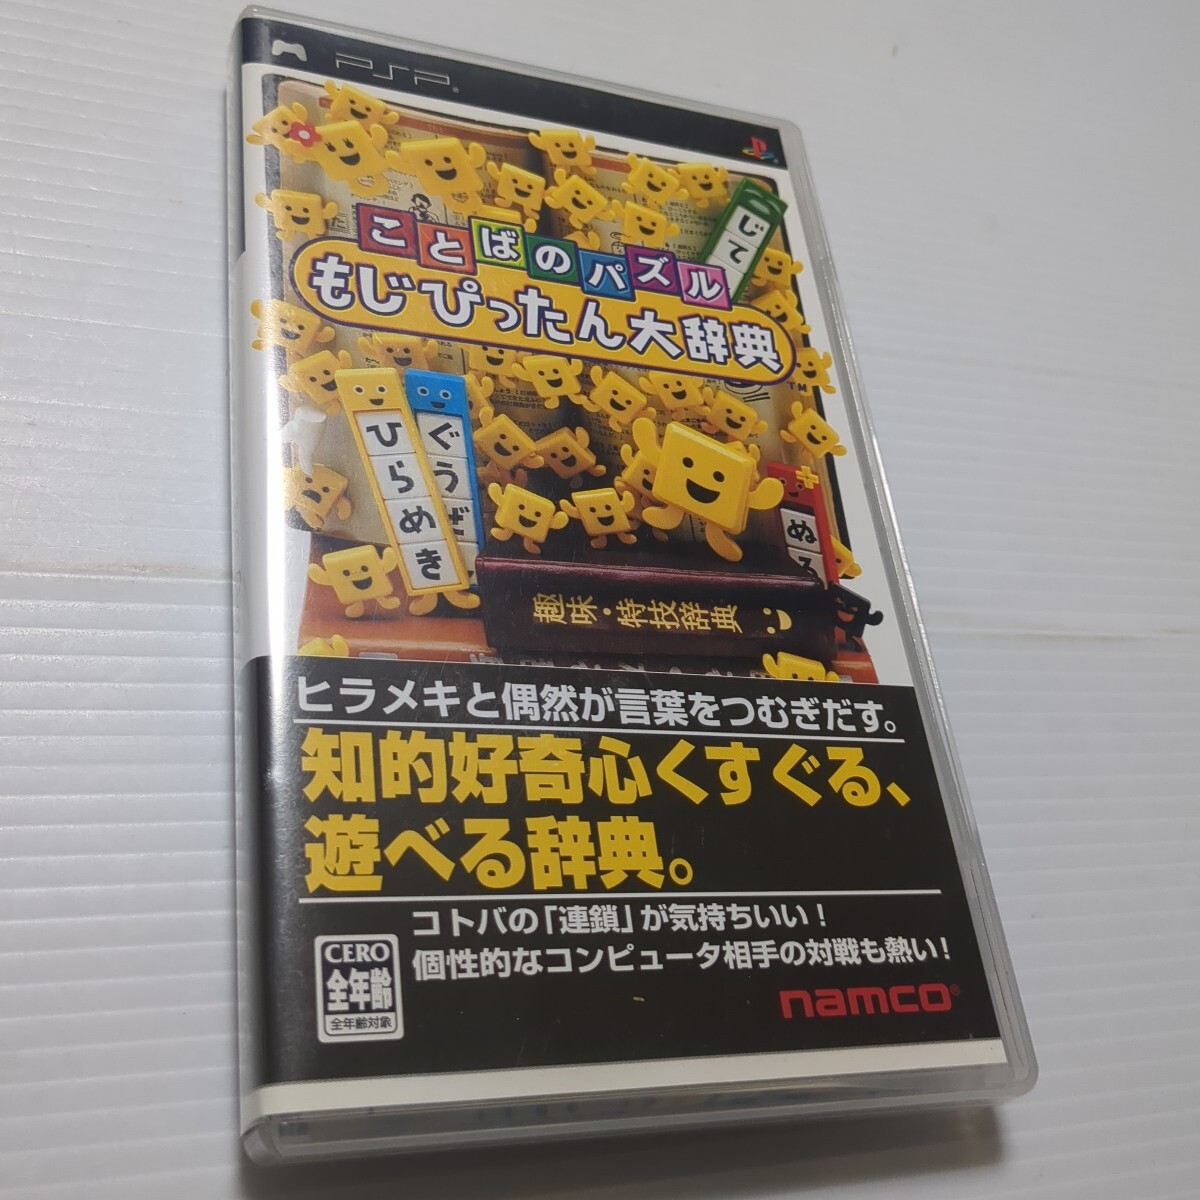 PSP
ことばのパズル
もじぴったん大辞典
TM
じて
ひらめき
ぐうぜ
ぬる
趣味・特技辞典
ヒラメキと偶然が言葉をつむぎだす。
知的好奇心くすぐる、
遊べる辞典。
コトバの「連鎖」が気持ちいい！
個性的なコンピュータ相手の対戦も熱い！
CERO
全年齢
全年齢対象
namco®